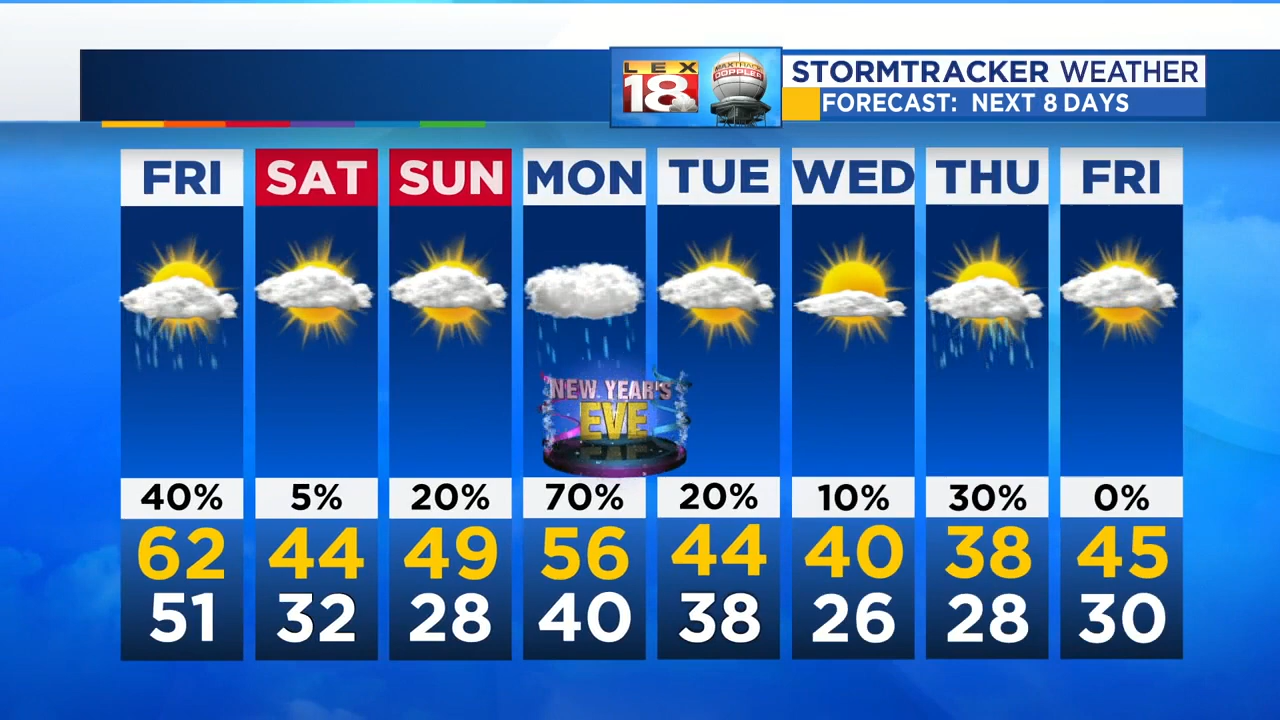 LEX
18
MAXTRACK
DOPPLER
STORMTRACKER WEATHER
FORECAST: NEXT 8 DAYS
FRI SAT SUN MON TUE WED THU FRI
NEW YEAR'S
EVE
40% 5% 20% 70% 20% 10% 30% 0%
62 44 49 56 44 40 38 45
51 32 28 40 38 26 28 30